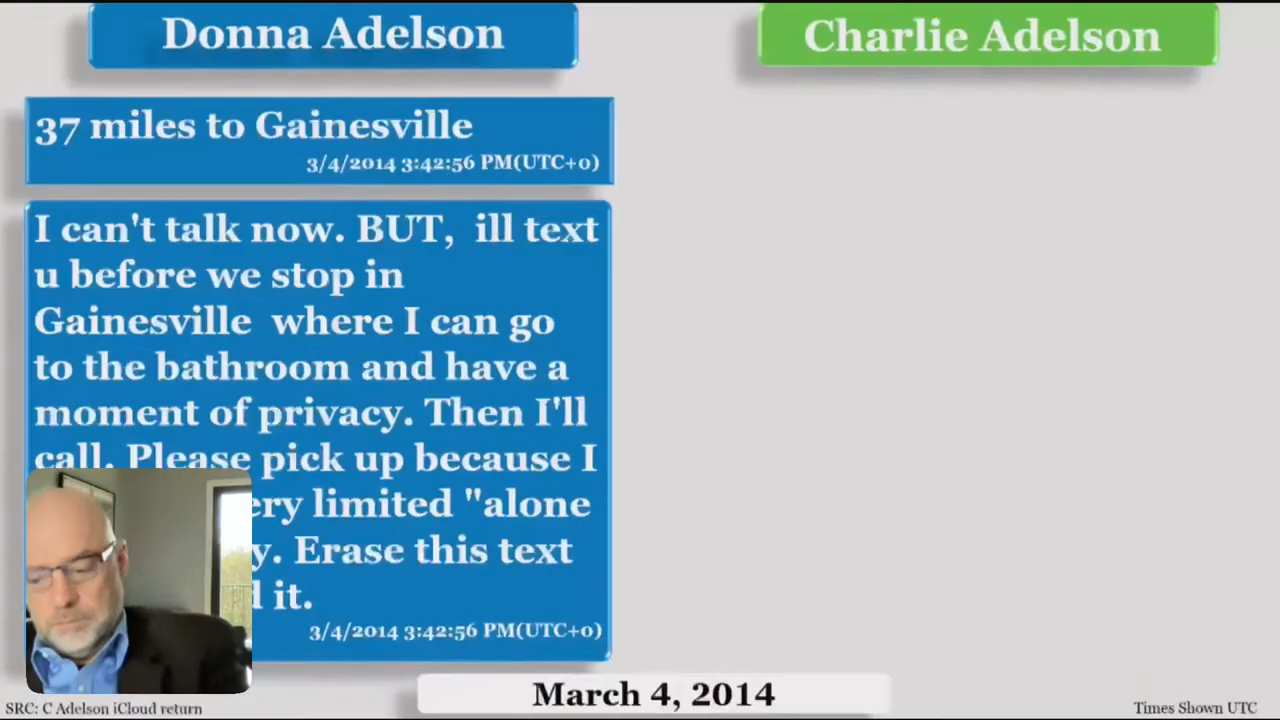 Donna Adelson
Charlie Adelson
37 miles to Gainesville
3/4/2014 3:42:56 PM(UTC+0)
I can't talk now. BUT, ill text
u before we stop in
Gainesville where I can go
to the bathroom and have a
moment of privacy. Then I'll
call. Please pick up because I
limited "alone
Erase this text
it.
3/4/2014 3:42:56 PM(UTC+0)
March 4, 2014
SRC: C Adelson iCloud return
Times Shown UTC